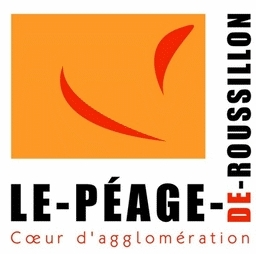 LE-PÉAGE-
DE-ROUSSILLON
Cœur d'agglomération